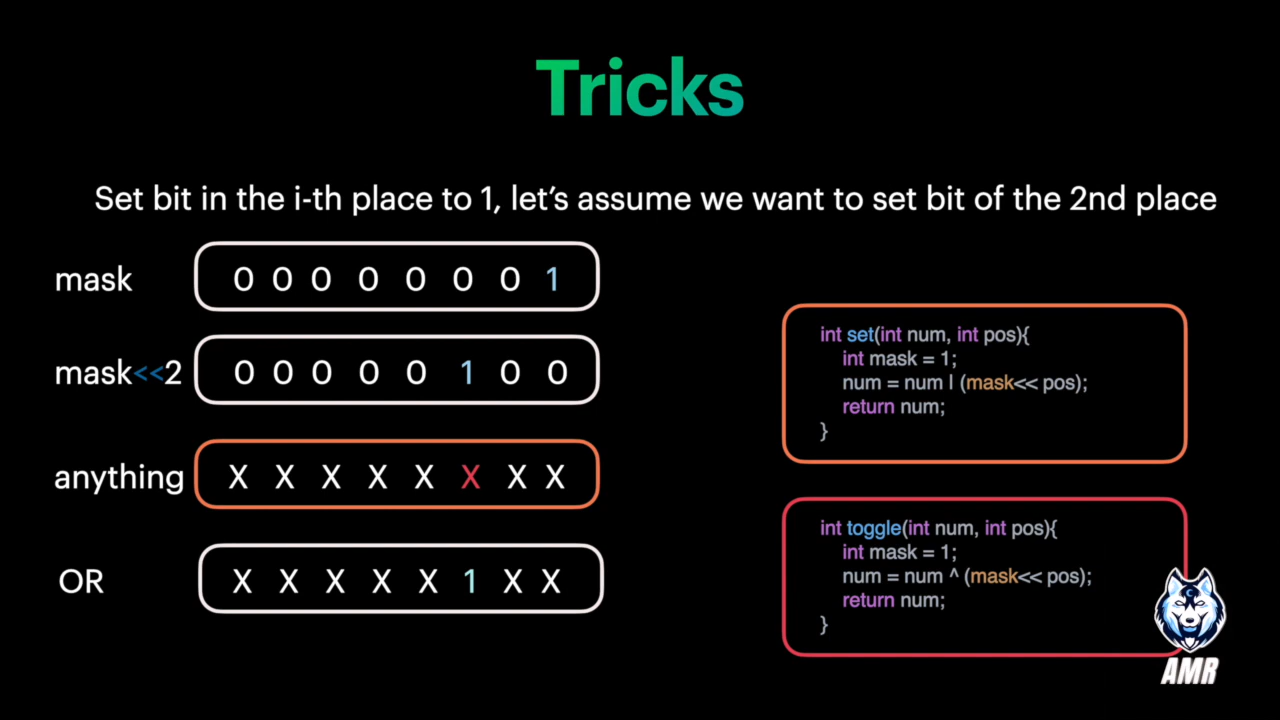 Tricks
Set bit in the i-th place to 1, let's assume we want to set bit of the 2nd place
mask 0 0 0 0 0 0 0 1
mask<<2 0 0 0 0 0 1 0 0
anything X X X X X X X X
OR X X X X X 1 X X
int set(int num, int pos){
int mask = 1;
num = num | (mask<< pos);
return num;
}
int toggle(int num, int pos){
int mask = 1;
num = num ^ (mask<< pos);
return num;
}
AMR